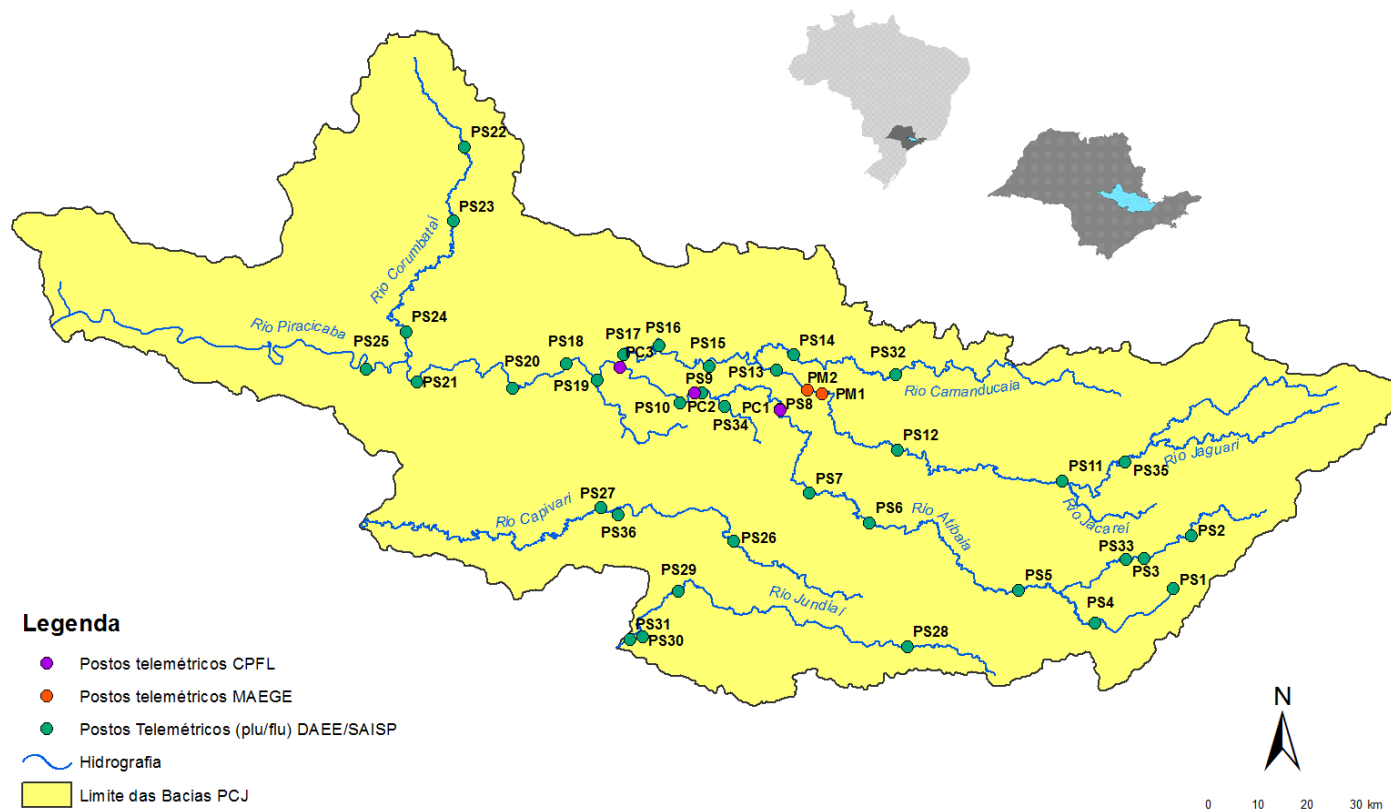 PS22
PS23
Rio Corumbataí
PS24
Rio Piracicaba
PS25
PS21
PS20
PS18
PS19
PS17
PC3
PS16
PS15
PS14
PS13
PS32
Rio Camanducaia
PM2
PM1
PS9
PS10
PC2
PS34
PC1
PS8
PS12
PS11
PS35
Rio Jaguari
Rio Jacareí
PS7
PS6
Rio Atibaia
PS2
PS33
PS3
PS1
PS5
PS4
PS27
Rio Capivari
PS36
PS26
PS29
Rio Jundiaí
PS28
PS31
PS30
Legenda
Postos telemétricos CPFL
Postos telemétricos MAEGE
Postos Telemétricos (plu/flu) DAEE/SAISP
Hidrografia
Limite das Bacias PCJ
N
0 10 20 30 km